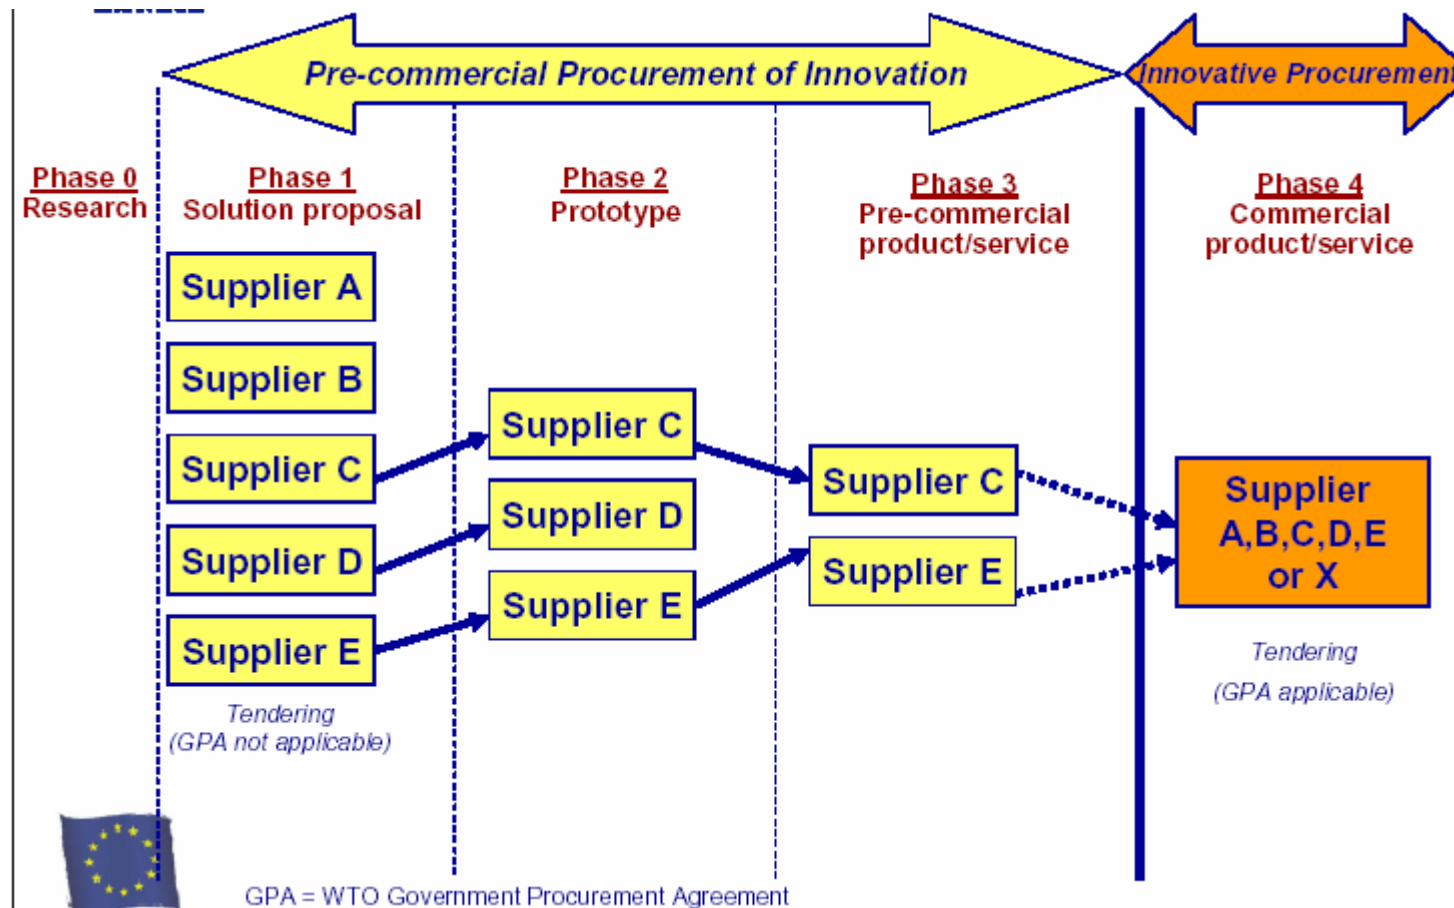 Pre-commercial Procurement of Innovation
Innovative Procurement
Phase 0
Research
Phase 1
Solution proposal
Phase 2
Prototype
Phase 3
Pre-commercial
product/service
Phase 4
Commercial
product/service
Supplier A
Supplier B
Supplier C
Supplier D
Supplier E
Tendering
(GPA not applicable)
Supplier C
Supplier D
Supplier E
Supplier C
Supplier E
Supplier
A,B,C,D,E
or X
Tendering
(GPA applicable)
GPA = WTO Government Procurement Agreement